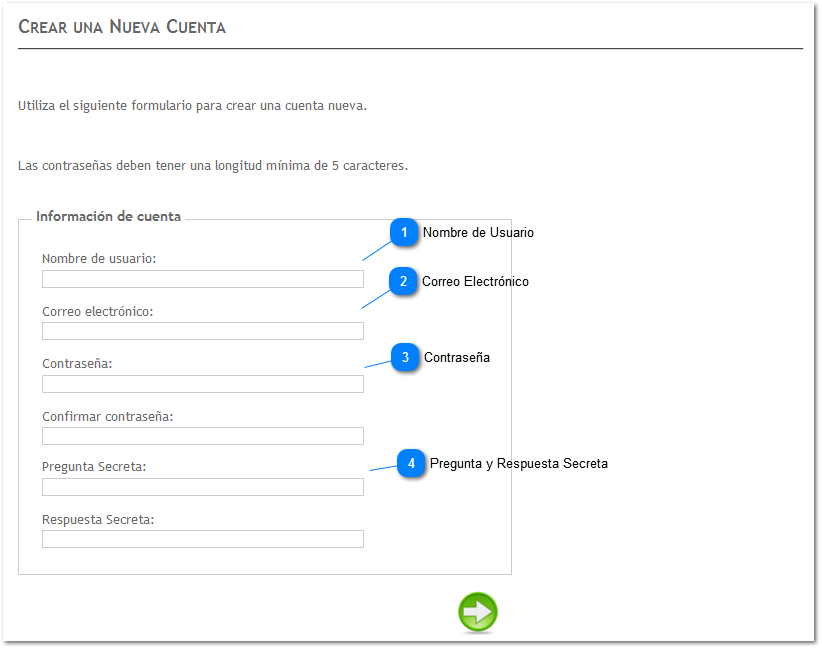 Crear una Nueva Cuenta
Utiliza el siguiente formulario para crear una cuenta nueva.
Las contraseñas deben tener una longitud mínima de 5 caracteres.
Información de cuenta
1 Nombre de Usuario
Nombre de usuario:
2 Correo Electrónico
Correo electrónico:
3 Contraseña
Contraseña:
Confirmar contraseña:
4 Pregunta y Respuesta Secreta
Pregunta Secreta:
Respuesta Secreta: